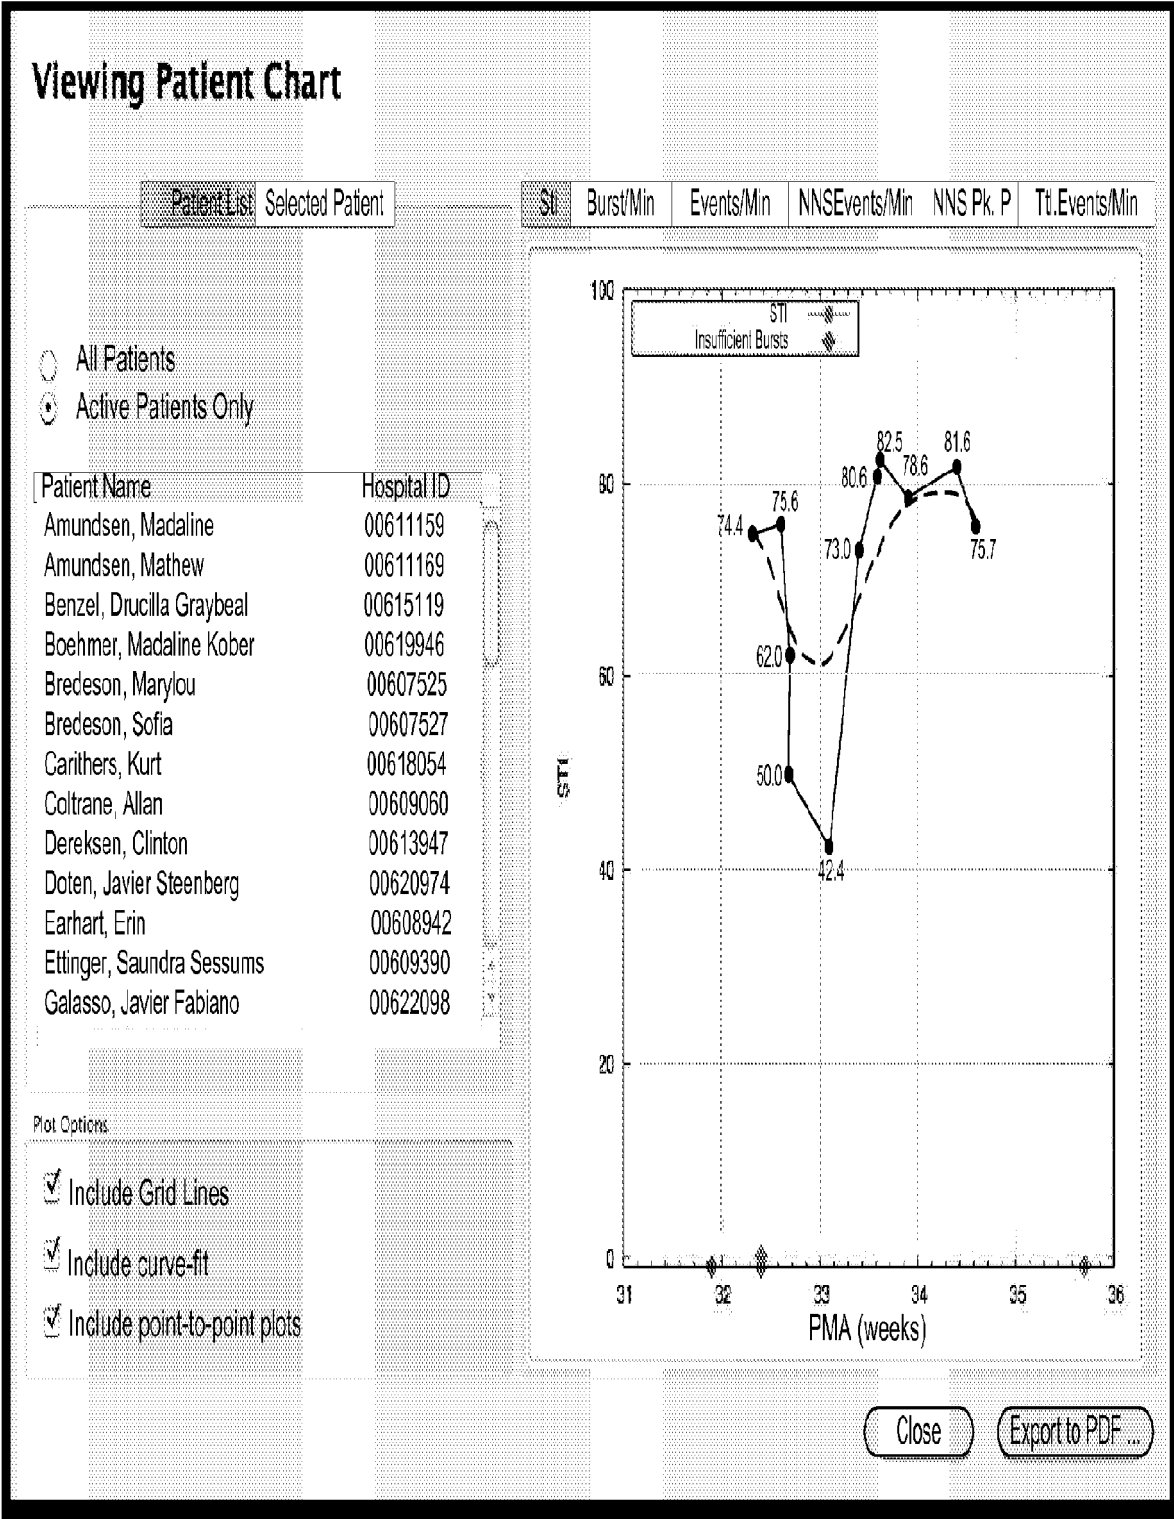 Viewing Patient Chart
Patient List Selected Patient
Sti Burst/Min Events/Min NNSEvents/Min NNS Pk. P Ttl.Events/Min
All Patients
Active Patients Only
Patient Name Hospital ID
Amundsen, Madaline 00611159
Amundsen, Mathew 00611169
Benzel, Drucilla Graybeal 00615119
Boehmer, Madaline Kober 00619946
Bredeson, Marylou 00607525
Bredeson, Sofia 00607527
Carithers, Kurt 00618054
Coltrane, Allan 00609060
Dereksen, Clinton 00613947
Doten, Javier Steenberg 00620974
Earhart, Erin 00608942
Ettinger, Saundra Sessums 00609390
Galasso, Javier Fabiano 00622098
Plot Options
Include Grid Lines
Include curve-fit
Include point-to-point plots
STI
Insufficient Bursts
100
80
60
40
20
0
STI
74.4
75.6
62.0
50.0
42.4
73.0
80.6
82.5
78.6
81.6
75.7
31 32 33 34 35 36
PMA (weeks)
Close Export to PDF ...